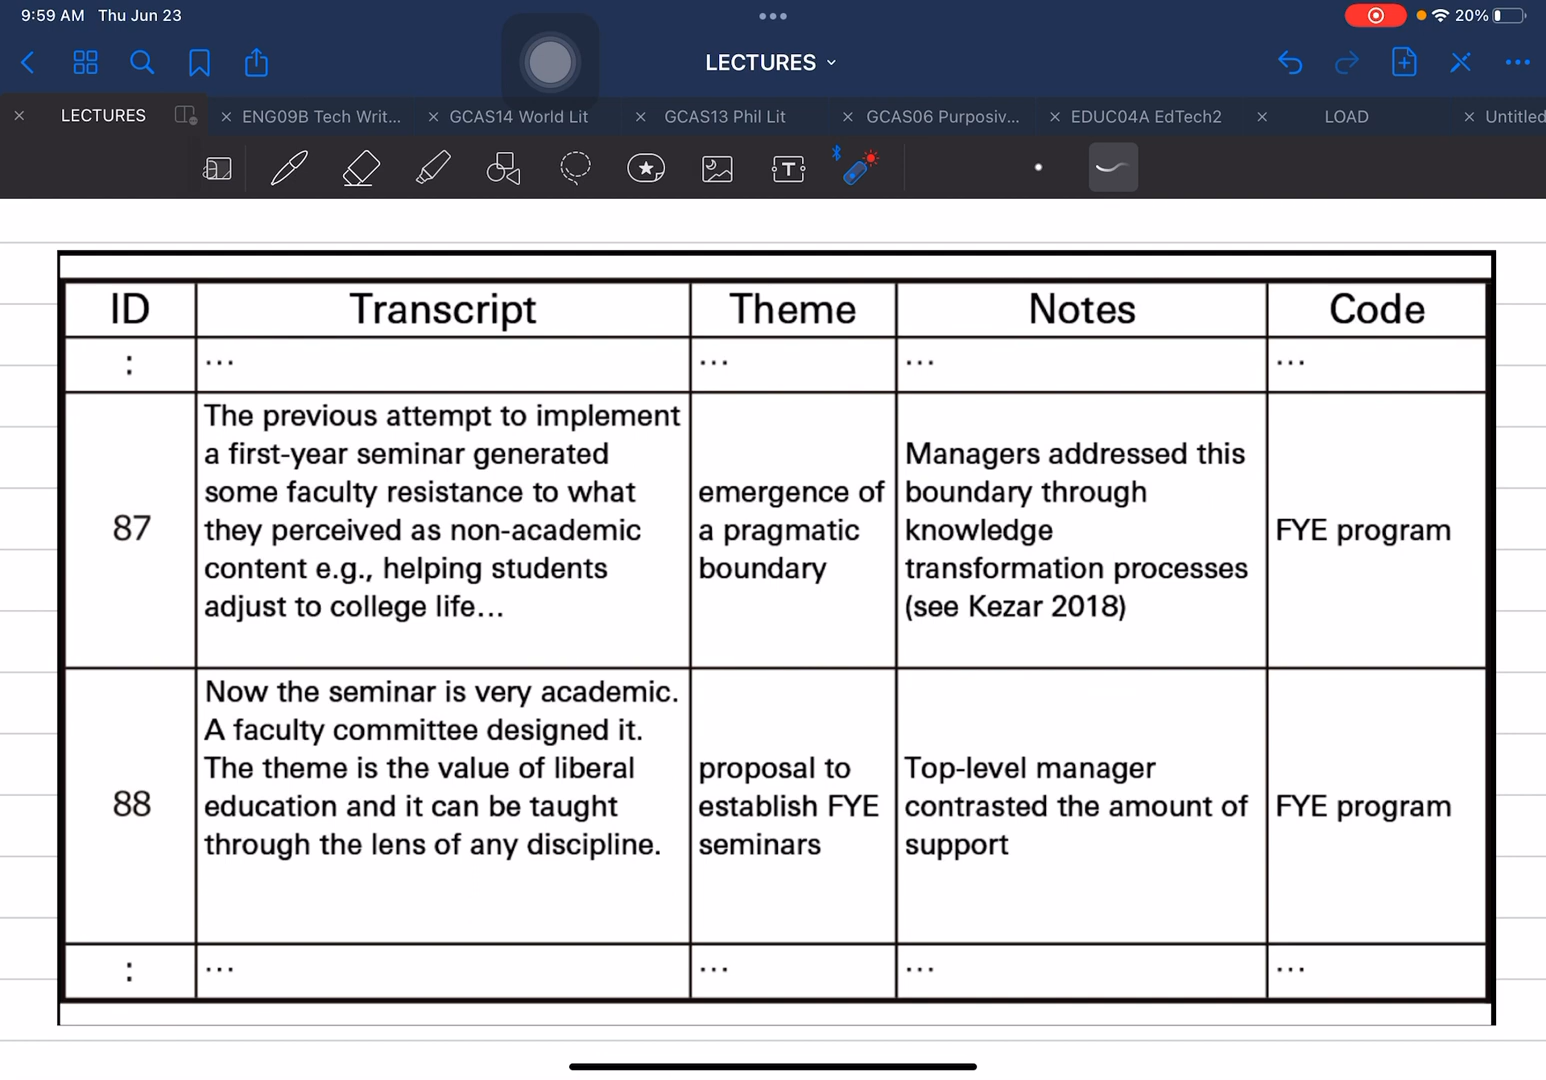 9:59 AM Thu Jun 23
20%
LECTURES
LECTURES
ENG09B Tech Writ...
GCAS14 World Lit
GCAS13 Phil Lit
GCAS06 Purposiv...
EDUC04A EdTech2
LOAD
Untitled
T
ID Transcript Theme Notes Code
: ... ... ... ...
87
The previous attempt to implement
a first-year seminar generated
some faculty resistance to what
they perceived as non-academic
content e.g., helping students
adjust to college life...
emergence of
a pragmatic
boundary
Managers addressed this
boundary through
knowledge
transformation processes
(see Kezar 2018)
FYE program
88
Now the seminar is very academic.
A faculty committee designed it.
The theme is the value of liberal
education and it can be taught
through the lens of any discipline.
proposal to
establish FYE
seminars
Top-level manager
contrasted the amount of
support
FYE program
: ... ... ... ...